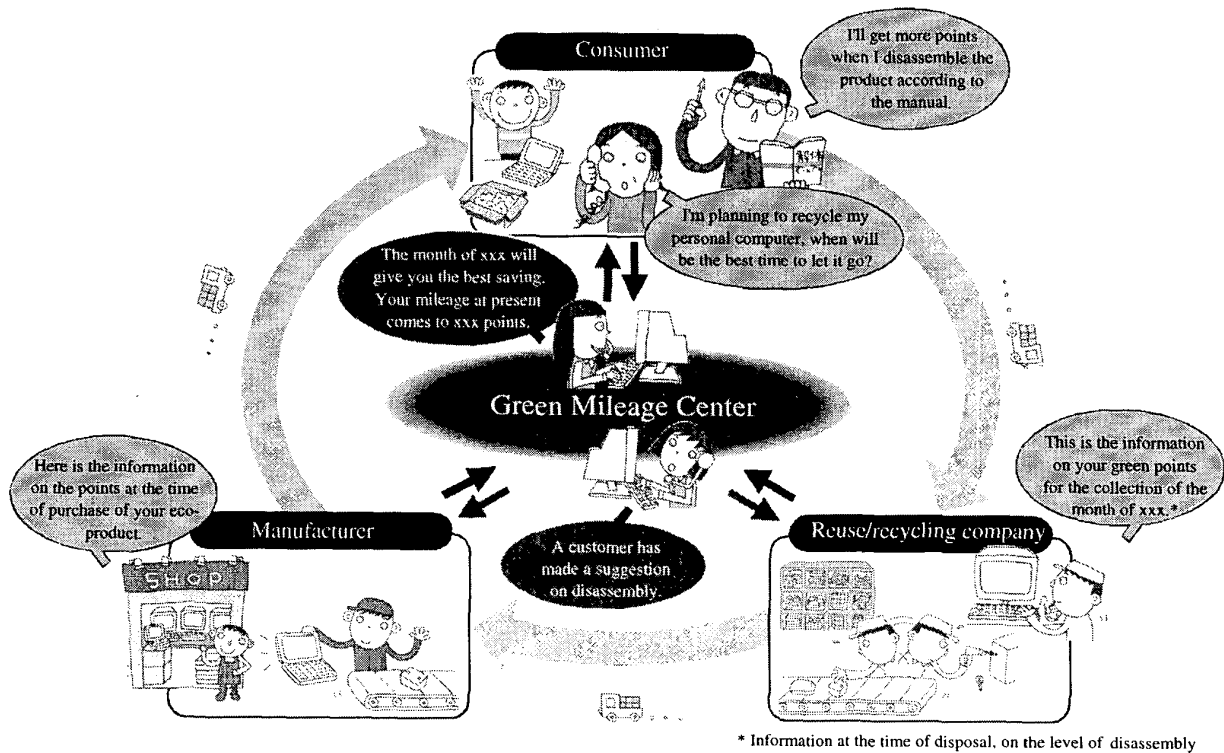 Consumer
I'll get more points
when I disassemble the
product according to
the manual.
I'm planning to recycle my
personal computer, when will
be the best time to let it go?
The month of xxx will
give you the best saving.
Your mileage at present
comes to xxx points.
Green Mileage Center
Here is the information
on the points at the time
of purchase of your eco-
product.
Manufacturer
SHOP
A customer has
made a suggestion
on disassembly.
This is the information
on your green points
for the collection of the
month of xxx.*
Reuse/recycling company
* Information at the time of disposal, on the level of disassembly